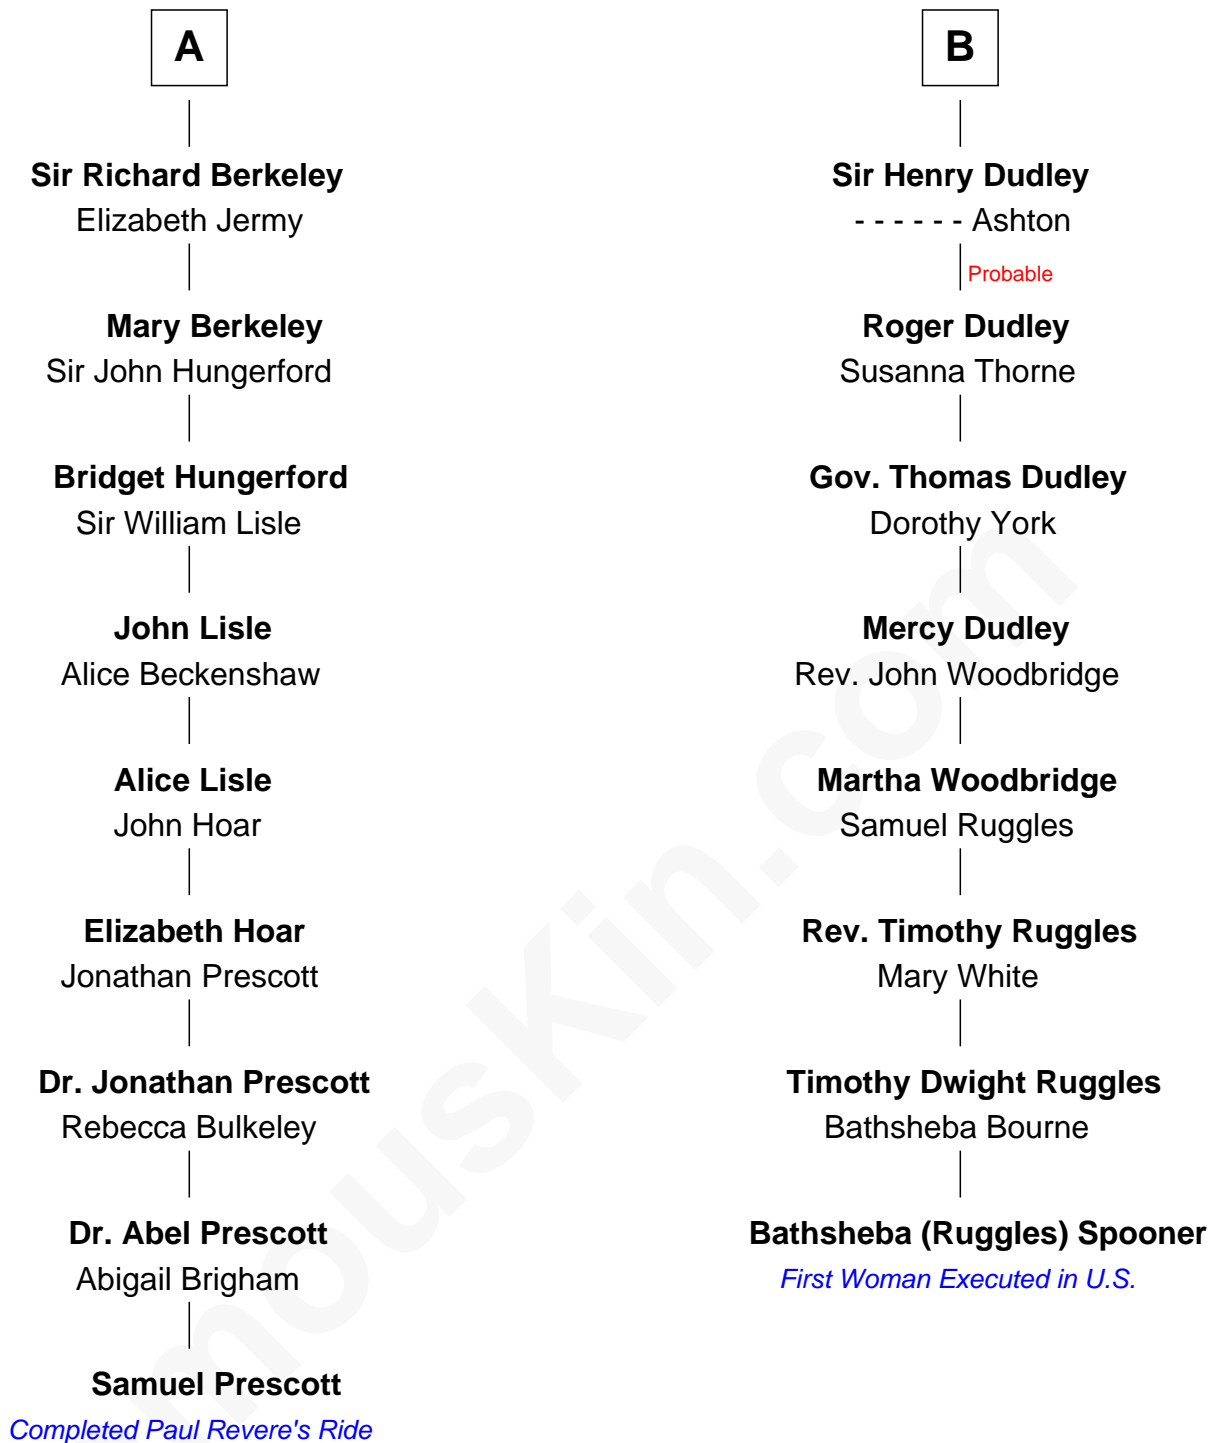 A
Sir Richard Berkeley
Elizabeth Jermy
Mary Berkeley
Sir John Hungerford
Bridget Hungerford
Sir William Lisle
John Lisle
Alice Beckenshaw
Alice Lisle
John Hoar
Elizabeth Hoar
Jonathan Prescott
Dr. Jonathan Prescott
Rebecca Bulkeley
Dr. Abel Prescott
Abigail Brigham
Samuel Prescott
Completed Paul Revere's Ride
B
Sir Henry Dudley
- - - - - - Ashton
Probable
Roger Dudley
Susanna Thorne
Gov. Thomas Dudley
Dorothy York
Mercy Dudley
Rev. John Woodbridge
Martha Woodbridge
Samuel Ruggles
Rev. Timothy Ruggles
Mary White
Timothy Dwight Ruggles
Bathsheba Bourne
Bathsheba (Ruggles) Spooner
First Woman Executed in U.S.
mousKin.com